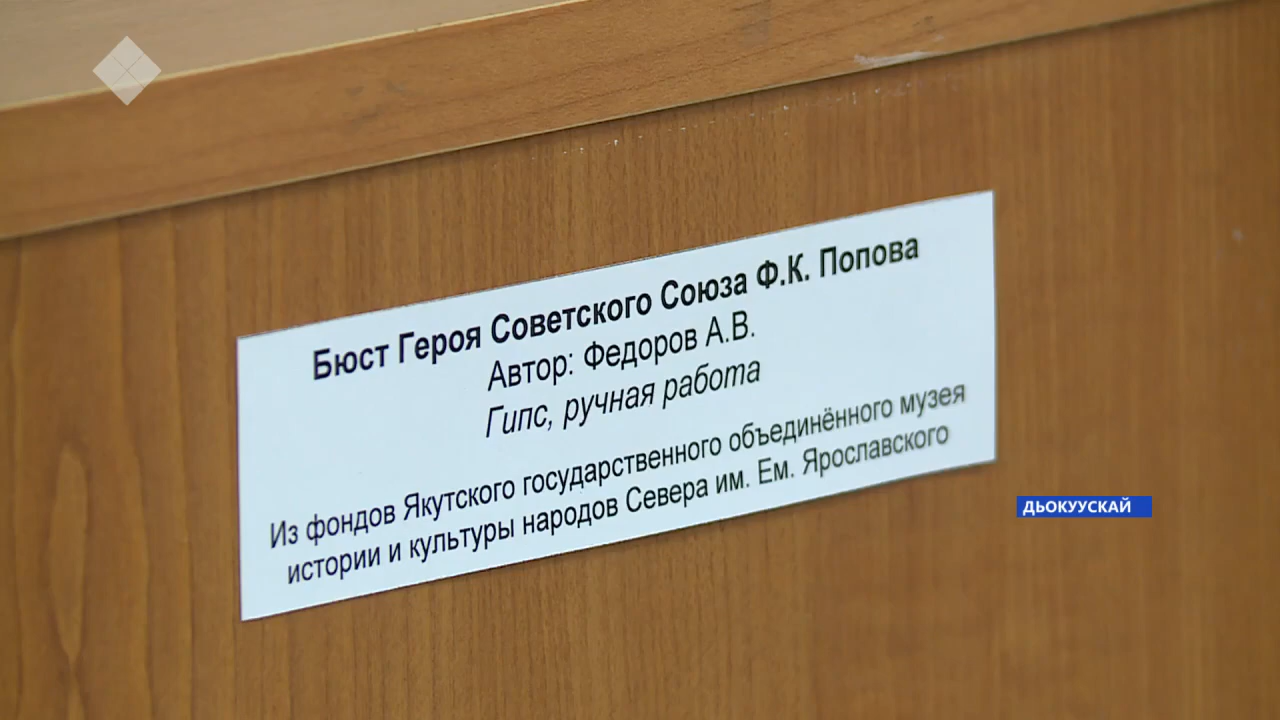 Бюст Героя Советского Союза Ф.К. Попова
Автор: Федоров А.В.
Гипс, ручная работа
Из фондов Якутского государственного объединённого музея
истории и культуры народов Севера им. Ем. Ярославского
ДЬОКУУСКАЙ